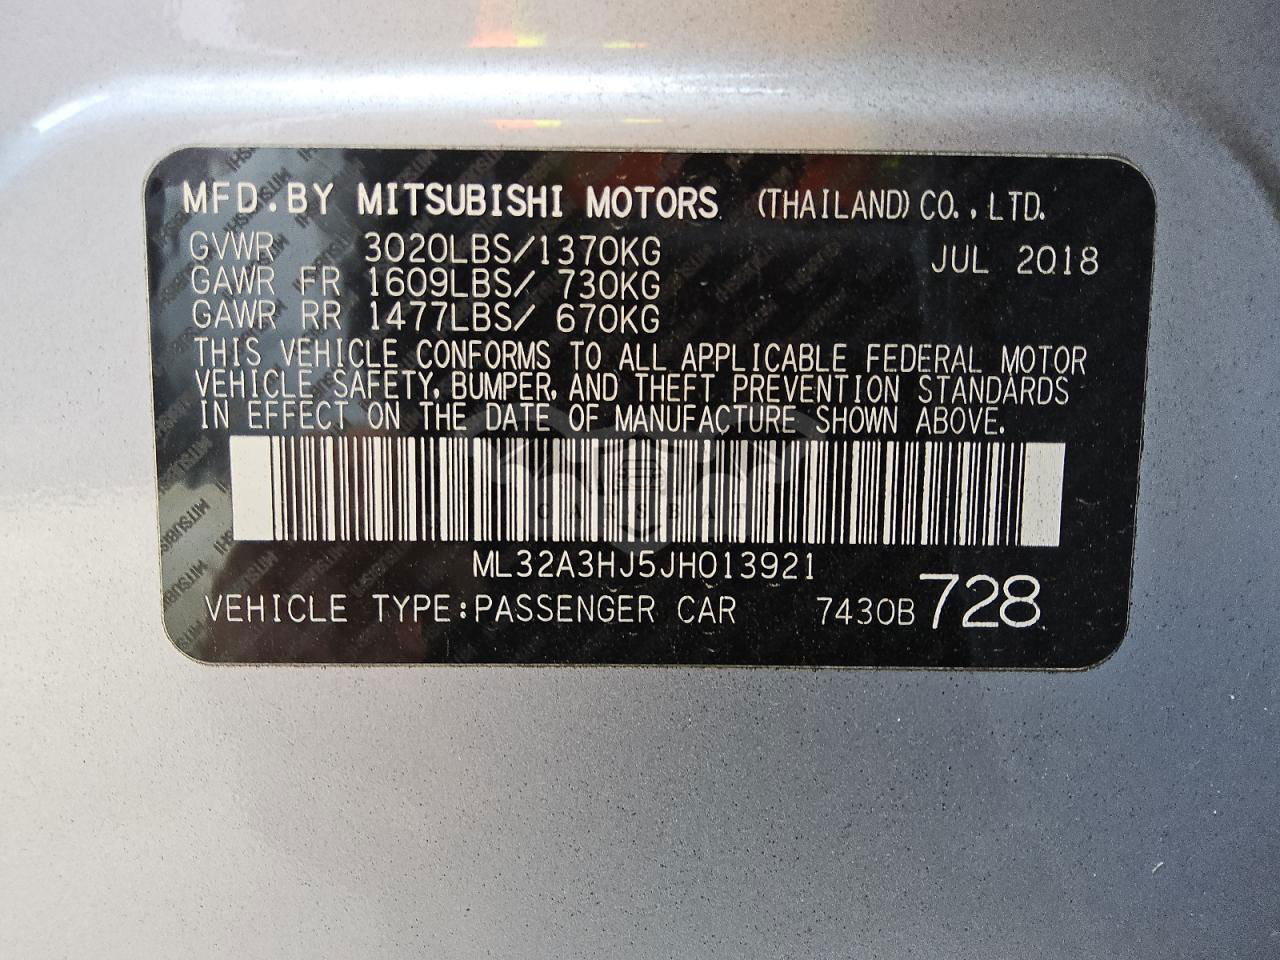 MFD.BY MITSUBISHI MOTORS (THAILAND) CO.,LTD.
GVWR 3020LBS/1370KG JUL 2018
GAWR FR 1609LBS/ 730KG
GAWR RR 1477LBS/ 670KG
THIS VEHICLE CONFORMS TO ALL APPLICABLE FEDERAL MOTOR
VEHICLE SAFETY, BUMPER, AND THEFT PREVENTION STANDARDS
IN EFFECT ON THE DATE OF MANUFACTURE SHOWN ABOVE.
CARSBAT
ML32A3HJ5JH013921
VEHICLE TYPE:PASSENGER CAR 7430B 728